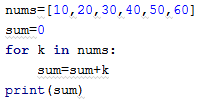 nums=[10,20,30,40,50,60]
sum=0
for k in nums:
    sum=sum+k
print(sum)